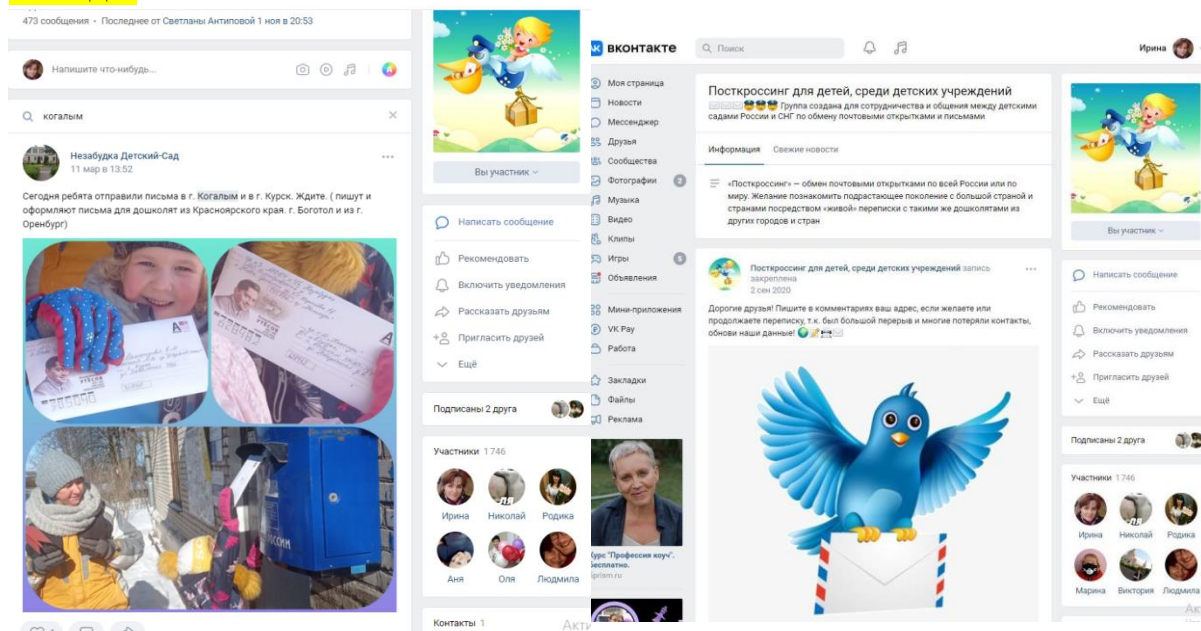 473 сообщения • Последнее от Светланы Антиповой 1 ноя в 20:53
Напишите что-нибудь...
когалым
Незабудка Детский-Сад
11 мар в 13:52
Сегодня ребята отправили письма в г. Когалым и в г. Курск. Ждите. ( пишут и
оформляют письма для дошколят из Красноярского края. г. Боготол и из г.
Оренбург)
Вы участник
Написать сообщение
Рекомендовать
Включить уведомления
Рассказать друзьям
Пригласить друзей
Ещё
Подписаны 2 друга
Участники 1746
Ирина Николай Родика
Аня Оля Людмила
Контакты 1
вконтакте
Поиск
Ирина
Моя страница
Новости
Мессенджер
Друзья
Сообщества
Фотографии 2
Музыка
Видео
Клипы
Игры 5
Объявления
Мини-приложения
VK Pay
Работа
Закладки
Файлы
Реклама
Курс "Профессия коуч".
Бесплатно.
Посткроссинг для детей, среди детских учреждений
Группа создана для сотрудничества и общения между детскими
садами России и СНГ по обмену почтовыми открытками и письмами
Информация Свежие новости
«Посткроссинг» — обмен почтовыми открытками по всей России или по
миру. Желание познакомить подрастающее поколение с большой страной и
странами посредством «живой» переписки с такими же дошколятами из
других городов и стран
Посткроссинг для детей, среди детских учреждений запись
закреплена
2 сен 2020
Дорогие друзья! Пишите в комментариях ваш адрес, если желаете или
продолжаете переписку, т.к. был большой перерыв и многие потеряли контакты,
обнови наши данные!
Вы участник
Написать сообщение
Рекомендовать
Включить уведомления
Рассказать друзьям
Пригласить друзей
Ещё
Подписаны 2 друга
Участники 1746
Ирина Николай Родика
Марина Виктория Людмила